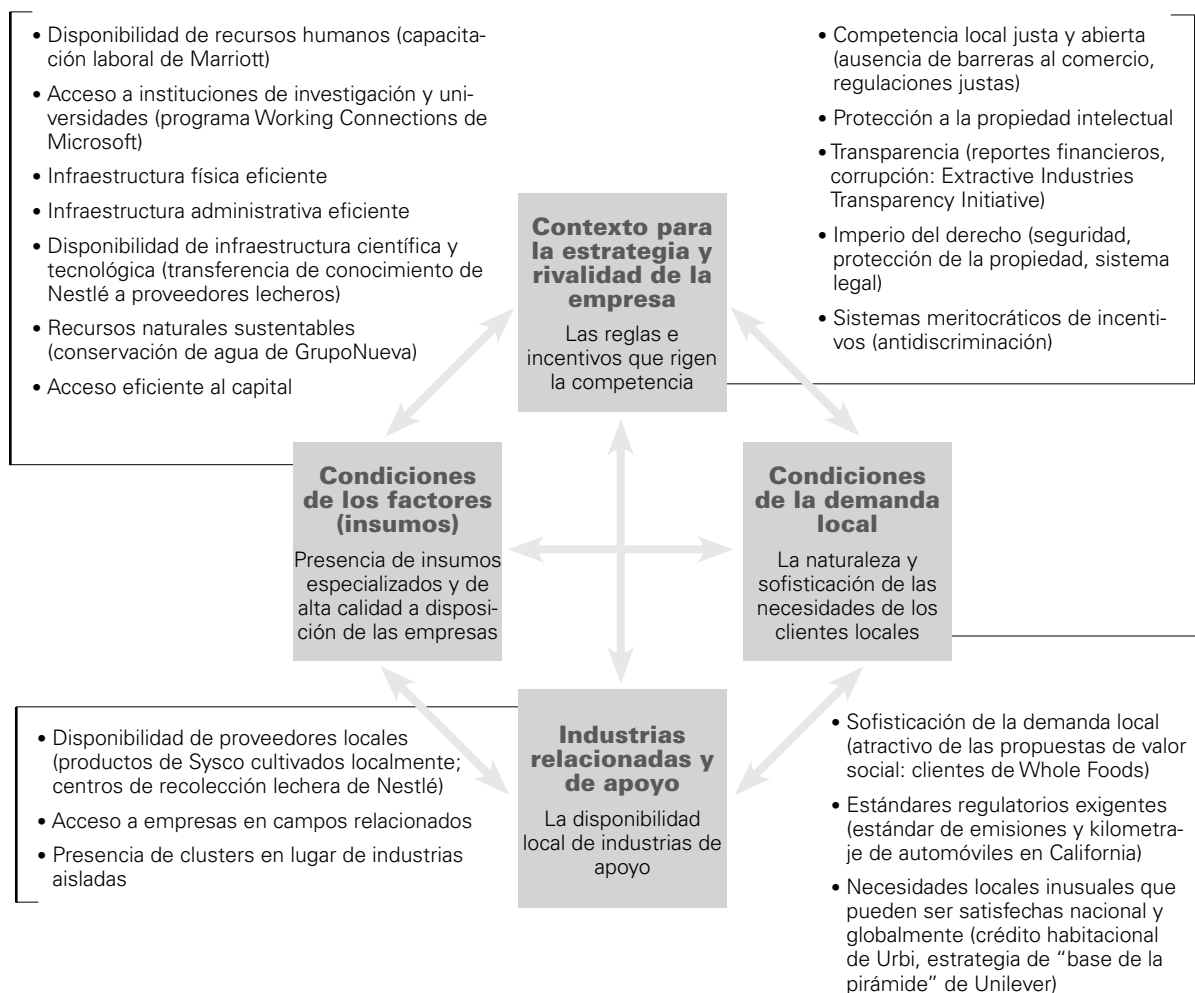 • Disponibilidad de recursos humanos (capacita-
ción laboral de Marriott)
• Acceso a instituciones de investigación y uni-
versidades (programa Working Connections de
Microsoft)
• Infraestructura física eficiente
• Infraestructura administrativa eficiente
• Disponibilidad de infraestructura científica y
tecnológica (transferencia de conocimiento de
Nestlé a proveedores lecheros)
• Recursos naturales sustentables
(conservación de agua de GrupoNueva)
• Acceso eficiente al capital
• Competencia local justa y abierta
(ausencia de barreras al comercio,
regulaciones justas)
• Protección a la propiedad intelectual
• Transparencia (reportes financieros,
corrupción: Extractive Industries
Transparency Initiative)
• Imperio del derecho (seguridad,
protección de la propiedad, sistema
legal)
• Sistemas meritocráticos de incenti-
vos (antidiscriminación)
Contexto para
la estrategia y
rivalidad de la
empresa
Las reglas e
incentivos que rigen
la competencia
Condiciones
de los factores
(insumos)
Presencia de insumos
especializados y de
alta calidad a disposi-
ción de las empresas
Condiciones
de la demanda
local
La naturaleza y
sofisticación de las
necesidades de los
clientes locales
Industrias
relacionadas y
de apoyo
La disponibilidad
local de industrias de
apoyo
• Disponibilidad de proveedores locales
(productos de Sysco cultivados localmente;
centros de recolección lechera de Nestlé)
• Acceso a empresas en campos relacionados
• Presencia de clusters en lugar de industrias
aisladas
• Sofisticación de la demanda local
(atractivo de las propuestas de valor
social: clientes de Whole Foods)
• Estándares regulatorios exigentes
(estándar de emisiones y kilometra-
je de automóviles en California)
• Necesidades locales inusuales que
pueden ser satisfechas nacional y
globalmente (crédito habitacional
de Urbi, estrategia de “base de la
pirámide” de Unilever)